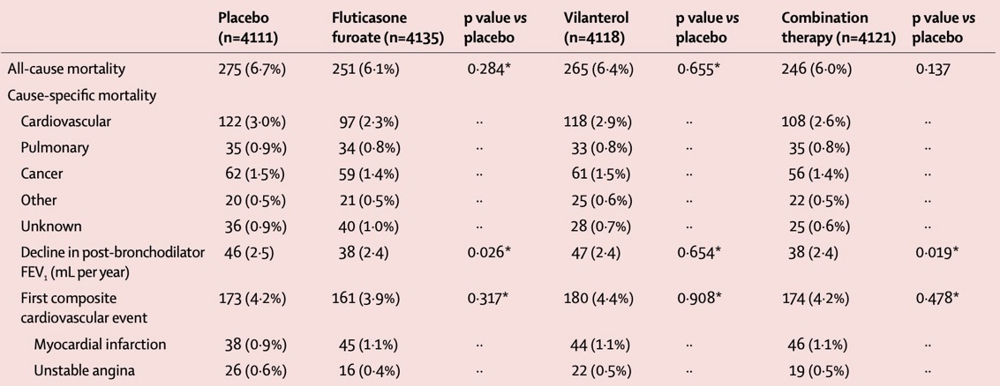 Placebo (n=4111) Fluticasone furoate (n=4135) p value vs placebo Vilanterol (n=4118) p value vs placebo Combination therapy (n=4121) p value vs placebo
All-cause mortality 275 (6·7%) 251 (6·1%) 0·284* 265 (6·4%) 0·655* 246 (6·0%) 0·137
Cause-specific mortality
Cardiovascular 122 (3·0%) 97 (2·3%) ·· 118 (2·9%) ·· 108 (2·6%) ··
Pulmonary 35 (0·9%) 34 (0·8%) ·· 33 (0·8%) ·· 35 (0·8%) ··
Cancer 62 (1·5%) 59 (1·4%) ·· 61 (1·5%) ·· 56 (1·4%) ··
Other 20 (0·5%) 21 (0·5%) ·· 25 (0·6%) ·· 22 (0·5%) ··
Unknown 36 (0·9%) 40 (1·0%) ·· 28 (0·7%) ·· 25 (0·6%) ··
Decline in post-bronchodilator 46 (2·5) 38 (2·4) 0·026* 47 (2·4) 0·654* 38 (2·4) 0·019*
FEV₁ (mL per year)
First composite 173 (4·2%) 161 (3·9%) 0·317* 180 (4·4%) 0·908* 174 (4·2%) 0·478*
cardiovascular event
Myocardial infarction 38 (0·9%) 45 (1·1%) ·· 44 (1·1%) ·· 46 (1·1%) ··
Unstable angina 26 (0·6%) 16 (0·4%) ·· 22 (0·5%) ·· 19 (0·5%) ··